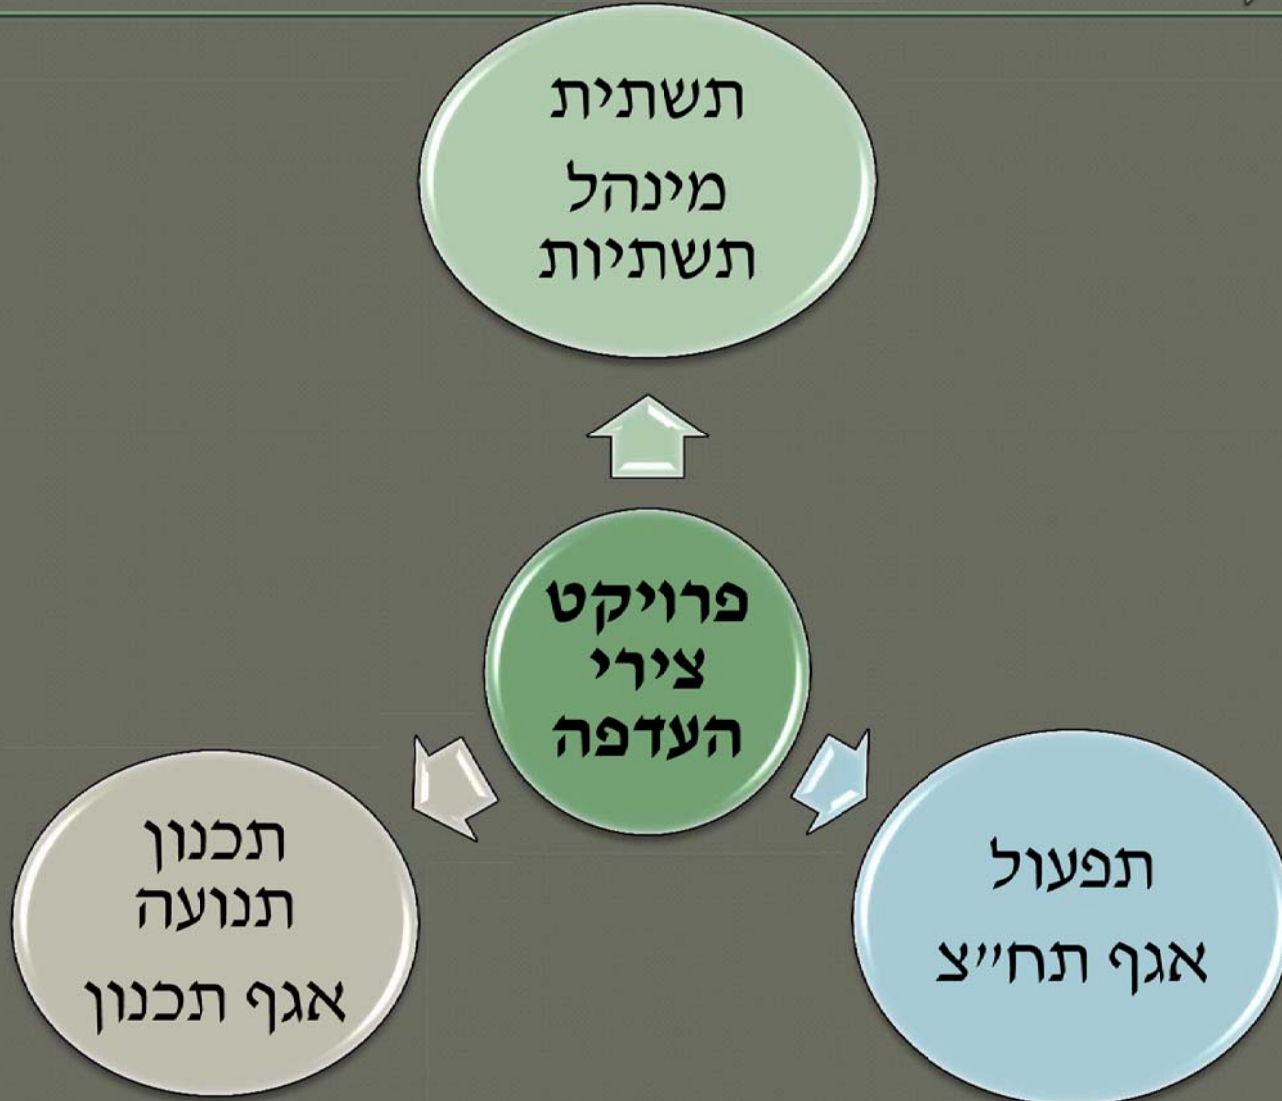 תשתית
מינהל
תשתיות
פרויקט
צירי
העדפה
תפעול
אגף תח״צ
תכנון
תנועה
אגף תכנון